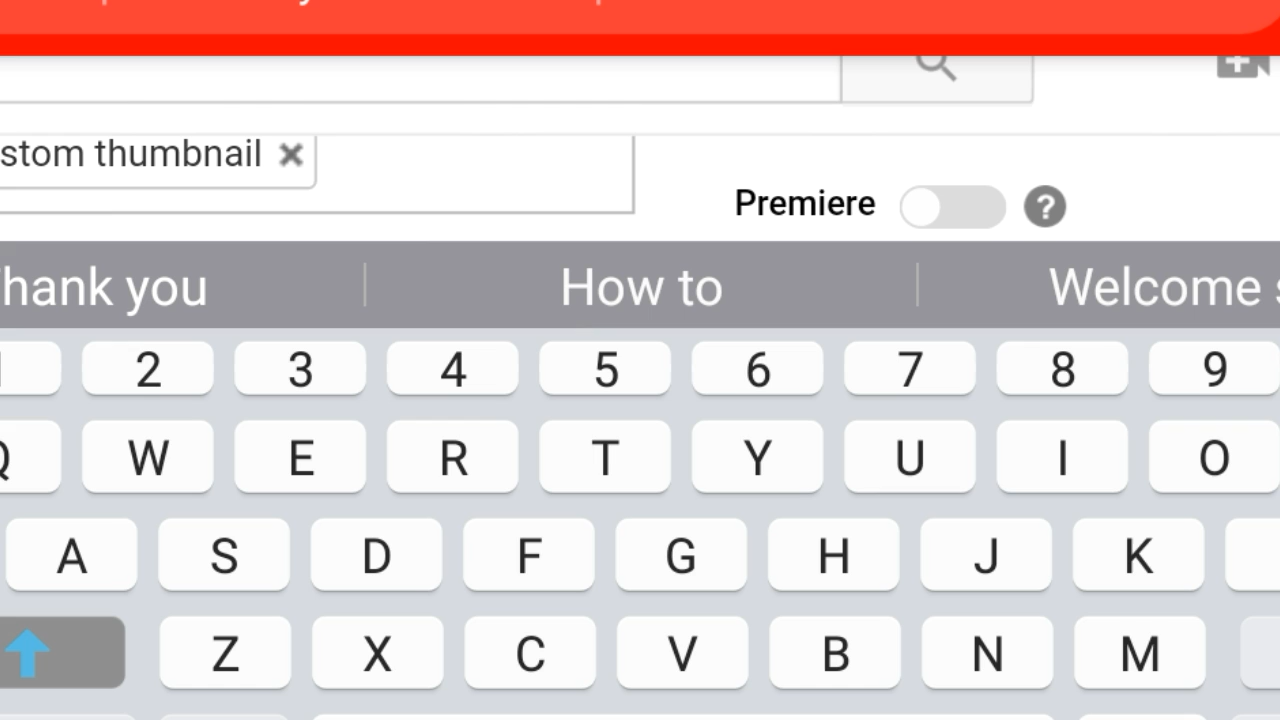 stom thumbnail
Premiere
hank you How to Welcome
2 3 4 5 6 7 8 9
Q W E R T Y U I O
A S D F G H J K
Z X C V B N M